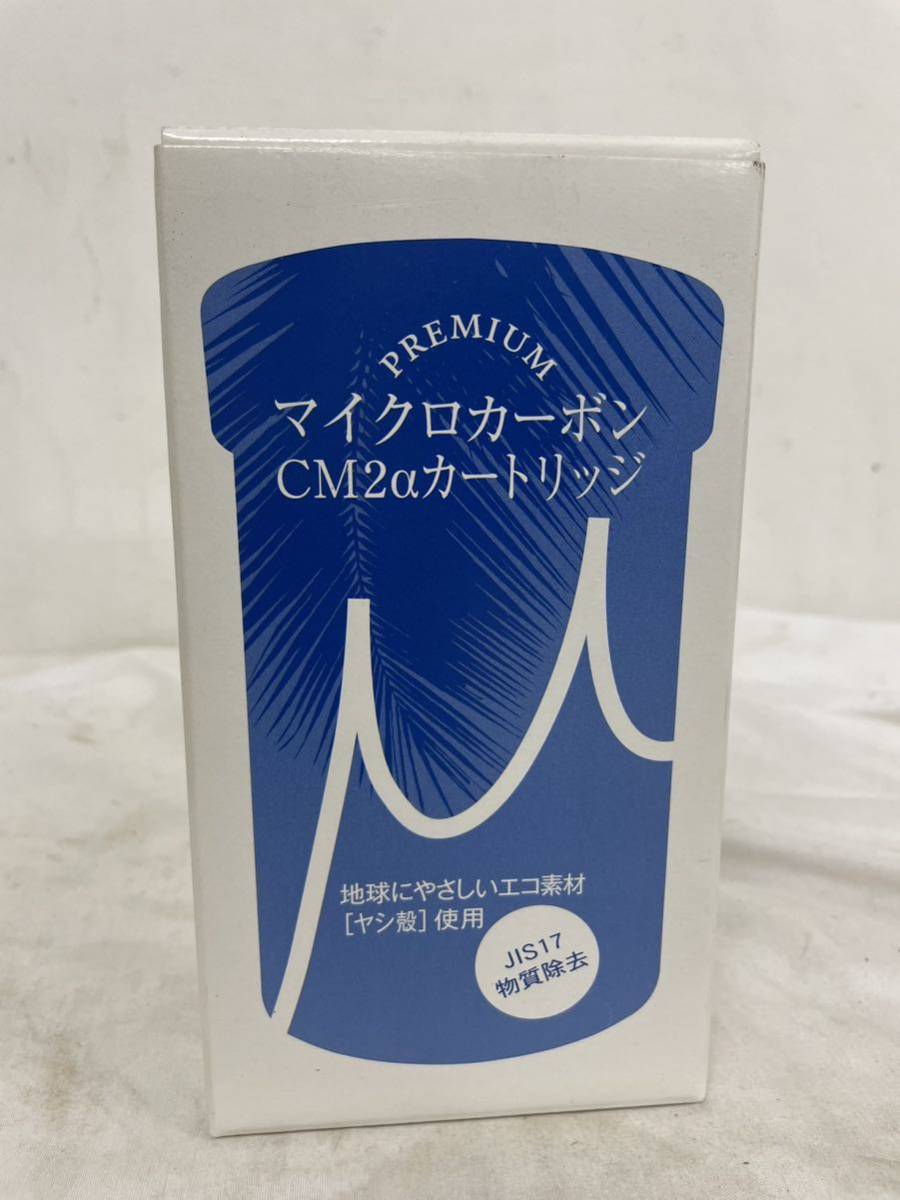 PREMIUM
マイクロカーボン
CM2αカートリッジ
μ
地球にやさしいエコ素材
［ヤシ殻］使用
JIS17
物質除去